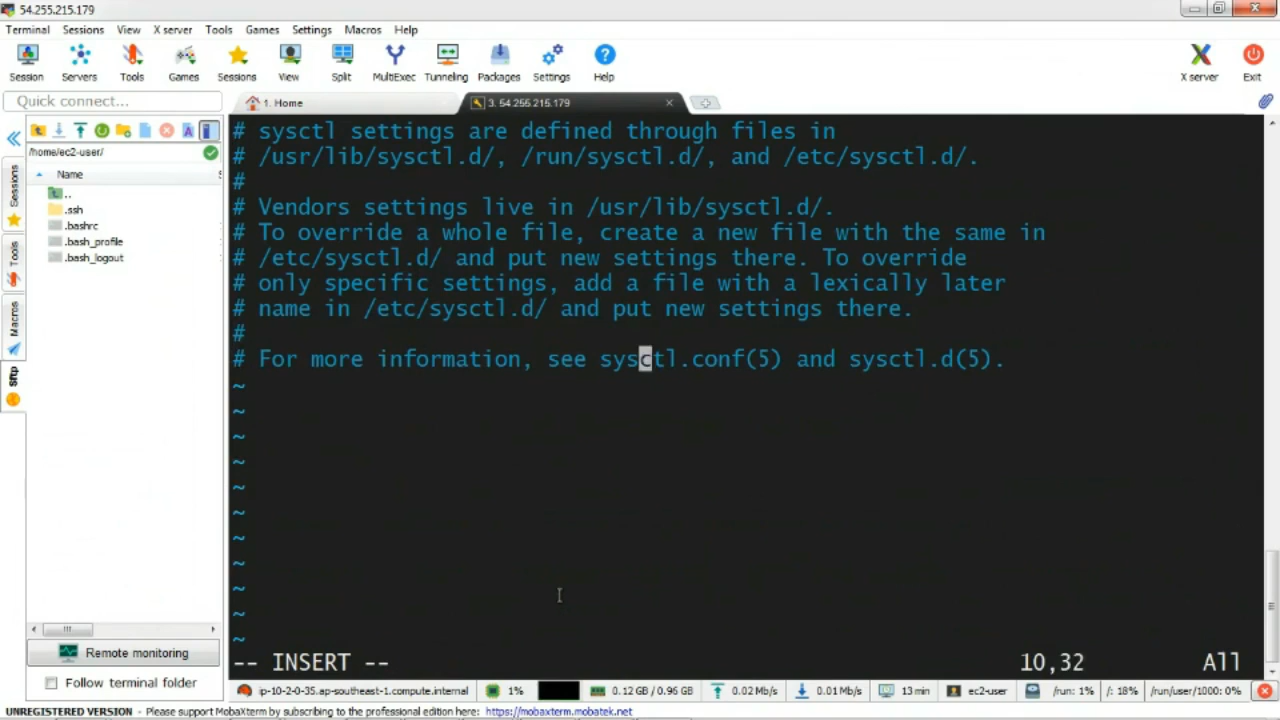 54.255.215.179
Terminal Sessions View X server Tools Games Settings Macros Help
Session Servers Tools Games Sessions View Split MultiExec Tunneling Packages Settings Help X server Exit
Quick connect...
1. Home
3. 54.255.215.179
/home/ec2-user/
Name
..
.ssh
.bashrc
.bash_profile
.bash_logout
Sessions
Tools
Macros
Sftp
# sysctl settings are defined through files in
# /usr/lib/sysctl.d/, /run/sysctl.d/, and /etc/sysctl.d/.
#
# Vendors settings live in /usr/lib/sysctl.d/.
# To override a whole file, create a new file with the same in
# /etc/sysctl.d/ and put new settings there. To override
# only specific settings, add a file with a lexically later
# name in /etc/sysctl.d/ and put new settings there.
#
# For more information, see sysctl.conf(5) and sysctl.d(5).
~
~
~
~
~
~
~
~
~
~
~
-- INSERT -- 10,32 All
Remote monitoring
Follow terminal folder
ip-10-2-0-35.ap-southeast-1.compute.internal 1% 0.12 GB / 0.96 GB 0.02 Mb/s 0.01 Mb/s 13 min ec2-user /run: 1% /: 18% /run/user/1000: 0%
UNREGISTERED VERSION - Please support MobaXterm by subscribing to the professional edition here: https://mobaxterm.mobatek.net